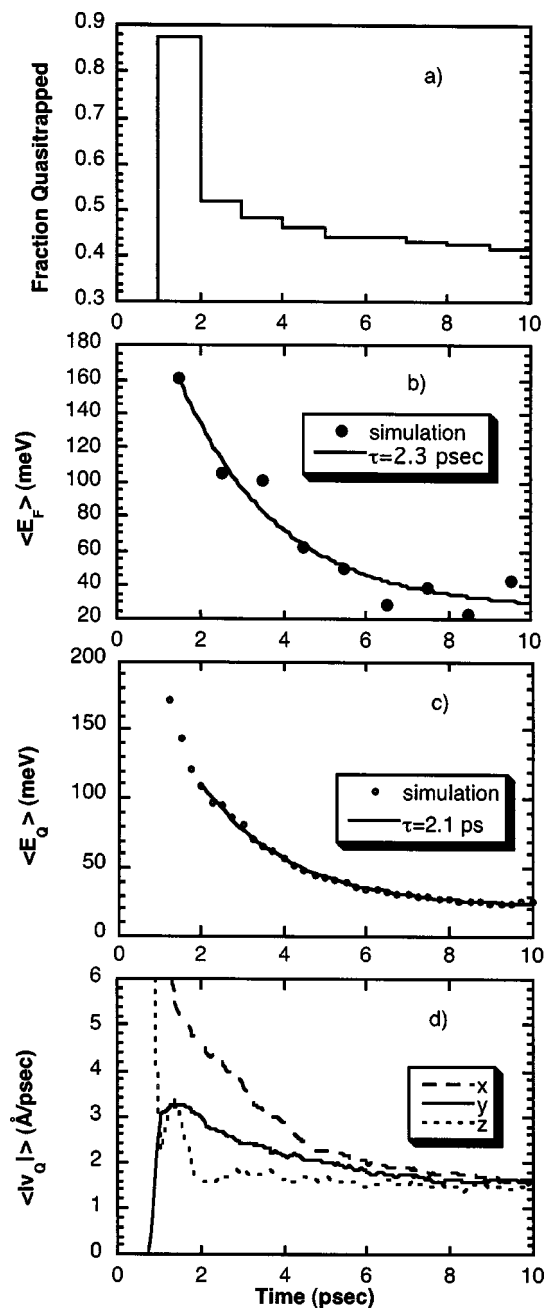 0.9
0.8
0.7
0.6
0.5
0.4
0.3
Fraction Quasitrapped
a)
0 2 4 6 8 10
160
140
120
100
80
60
40
20
<E_F> (meV)
b)
simulation
τ=2.3 psec
0 2 4 6 8 10
200
150
100
50
0
<E_Q> (meV)
c)
simulation
τ=2.1 ps
0 2 4 6 8 10
6
5
4
3
2
1
0
<|v_Q|> (Å/psec)
d)
x
y
z
0 2 4 6 8 10
Time (psec)